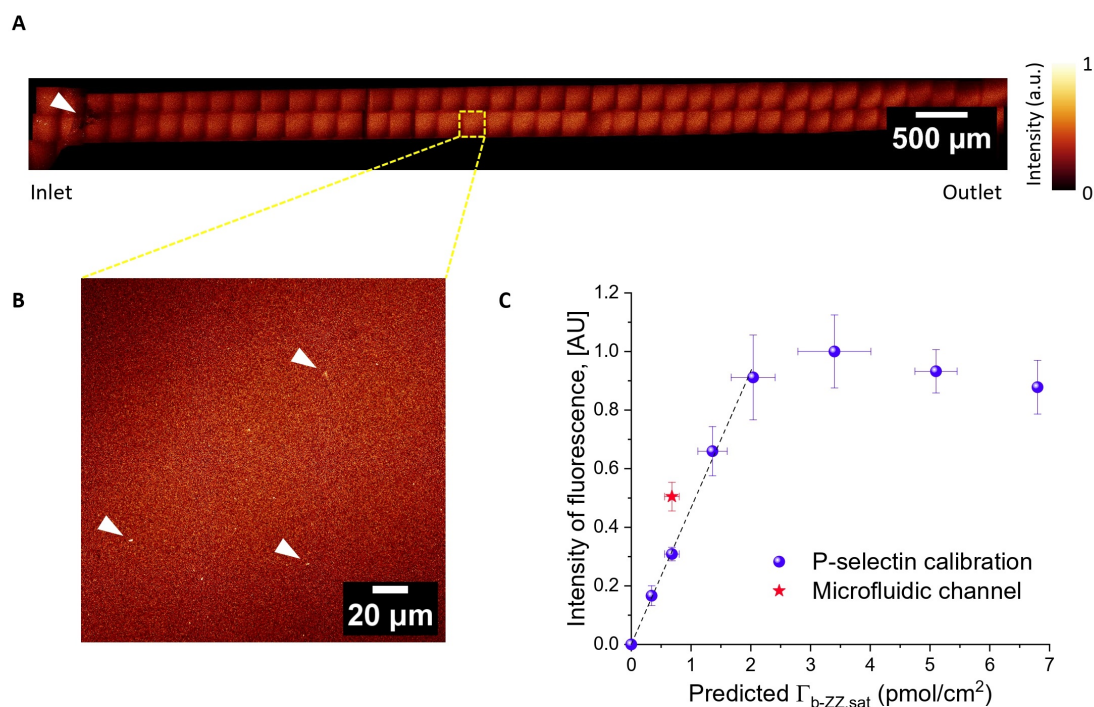 A
500 μm
Intensity (a.u.)
1
0
Inlet
Outlet
B
20 μm
C
Intensity of fluorescence, [AU]
1.2
1.0
0.8
0.6
0.4
0.2
0.0
P-selectin calibration
Microfluidic channel
0 1 2 3 4 5 6 7
Predicted Γb-ZZ,sat (pmol/cm²)